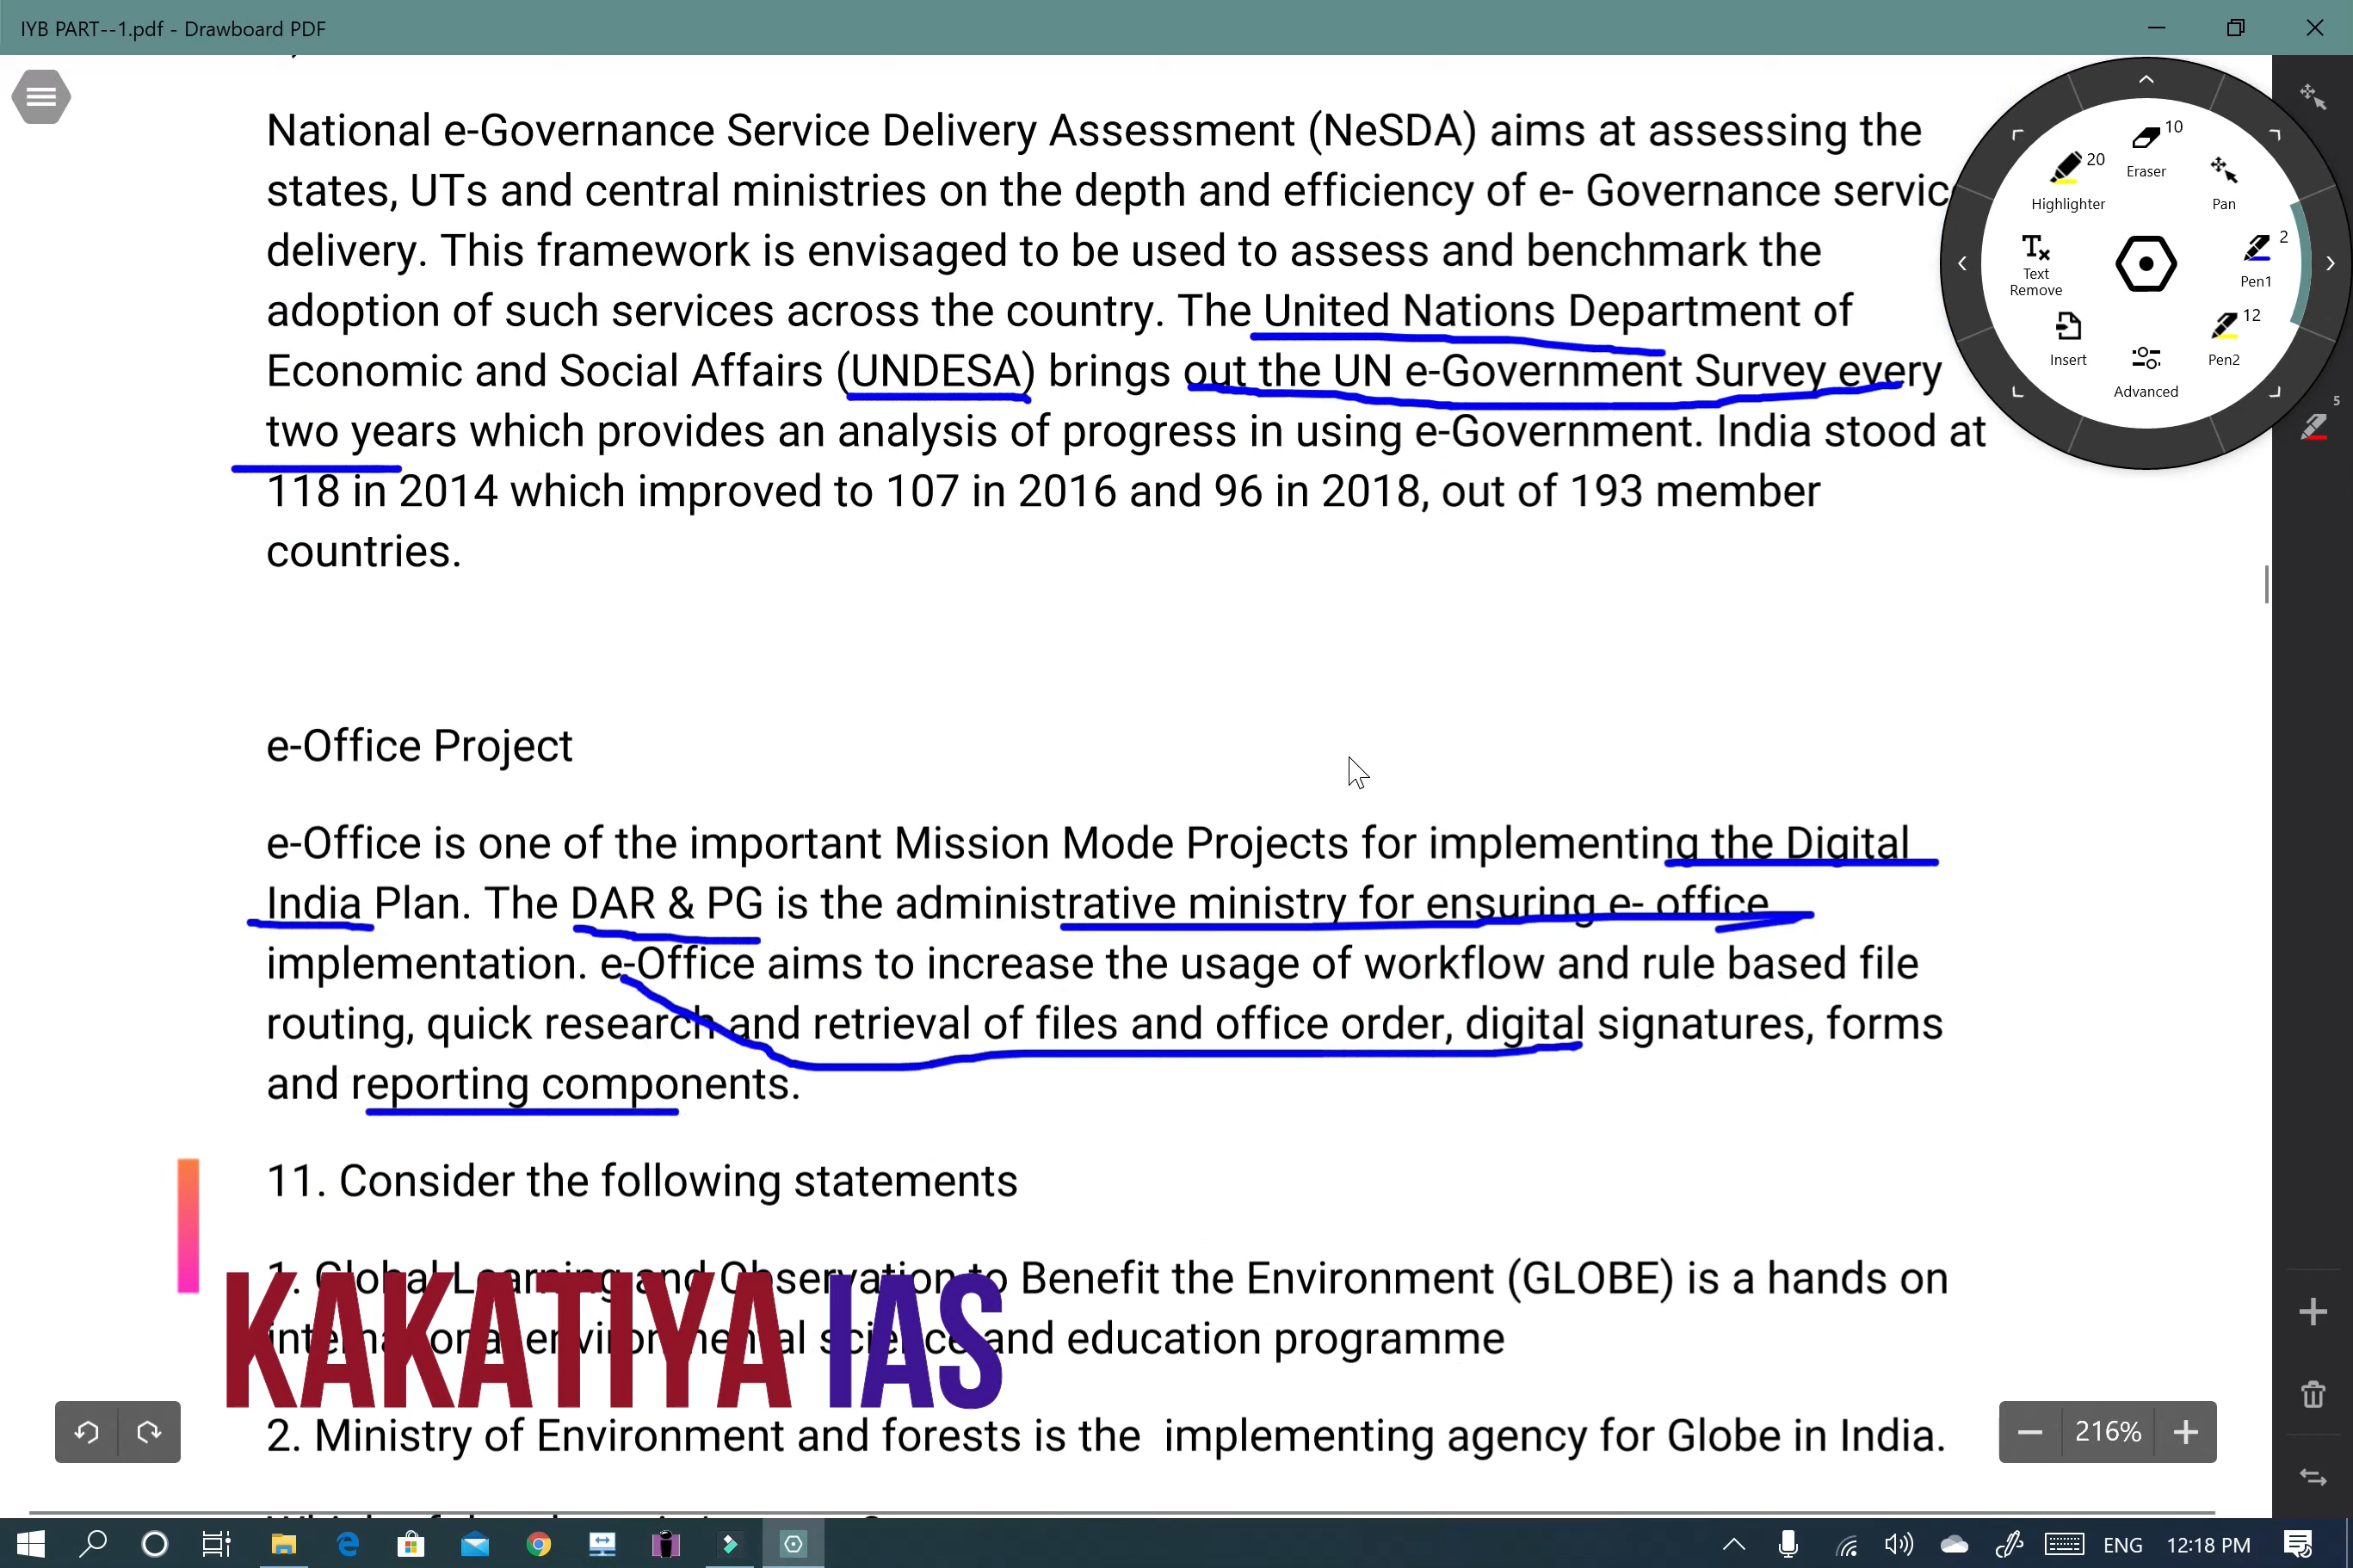 IYB PART--1.pdf - Drawboard PDF
National e-Governance Service Delivery Assessment (NeSDA) aims at assessing the
states, UTs and central ministries on the depth and efficiency of e- Governance servic
delivery. This framework is envisaged to be used to assess and benchmark the
adoption of such services across the country. The United Nations Department of
Economic and Social Affairs (UNDESA) brings out the UN e-Government Survey every
two years which provides an analysis of progress in using e-Government. India stood at
118 in 2014 which improved to 107 in 2016 and 96 in 2018, out of 193 member
countries.
e-Office Project
e-Office is one of the important Mission Mode Projects for implementing the Digital
India Plan. The DAR & PG is the administrative ministry for ensuring e- office
implementation. e-Office aims to increase the usage of workflow and rule based file
routing, quick research and retrieval of files and office order, digital signatures, forms
and reporting components.
11. Consider the following statements
1. Global Learning and Observation to Benefit the Environment (GLOBE) is a hands on
international environmental science and education programme
KAKATIYA IAS
2. Ministry of Environment and forests is the implementing agency for Globe in India.
10
Eraser
20
Highlighter
Pan
Text
Remove
2
Pen1
Insert
12
Pen2
Advanced
5
216%
ENG
12:18 PM